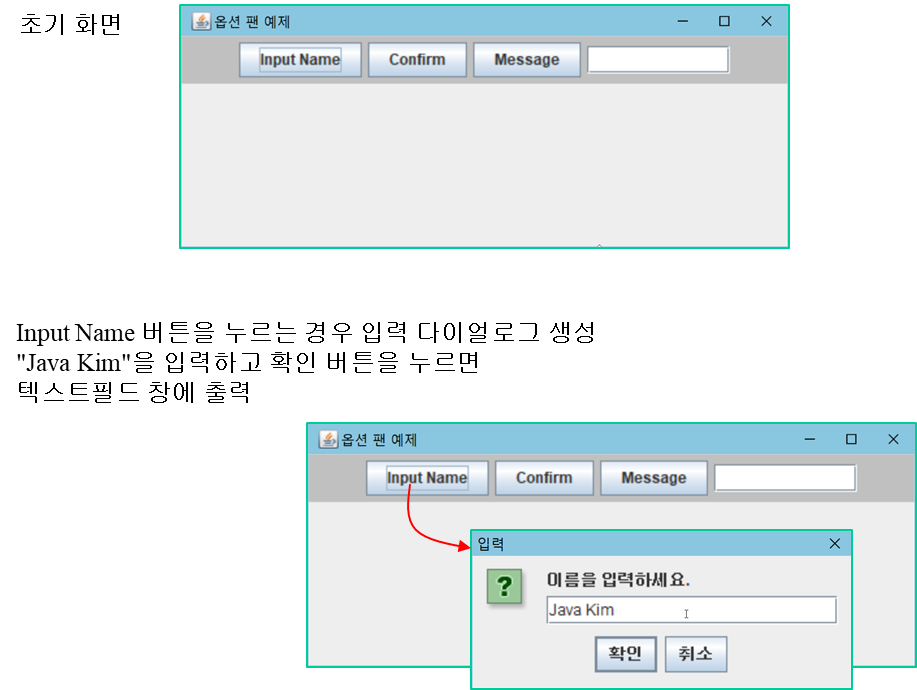 초기 화면
옵션 팬 예제
Input Name Confirm Message
Input Name 버튼을 누르는 경우 입력 다이얼로그 생성
"Java Kim"을 입력하고 확인 버튼을 누르면
텍스트필드 창에 출력
옵션 팬 예제
Input Name Confirm Message
입력
?
이름을 입력하세요.
Java Kim
확인 취소